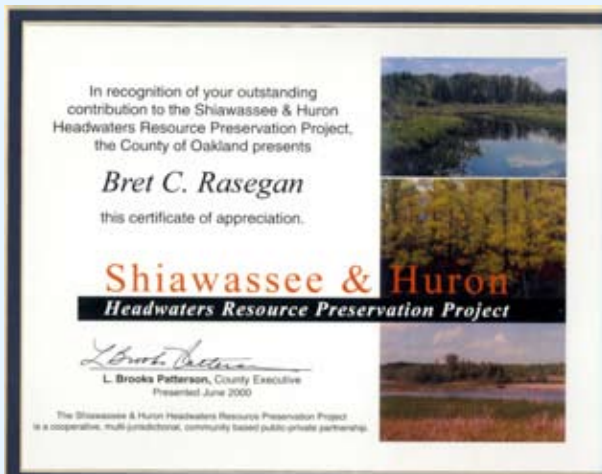 In recognition of your outstanding
contribution to the Shiawassee & Huron
Headwaters Resource Preservation Project,
the County of Oakland presents
Bret C. Rasegan
this certificate of appreciation.
Shiawassee & Huron
Headwaters Resource Preservation Project
L Brooks Patterson
L. Brooks Patterson, County Executive
Presented June 2000
The Shiawassee & Huron Headwaters Resource Preservation Project
is a cooperative, multi-jurisdictional, community based public-private partnership.